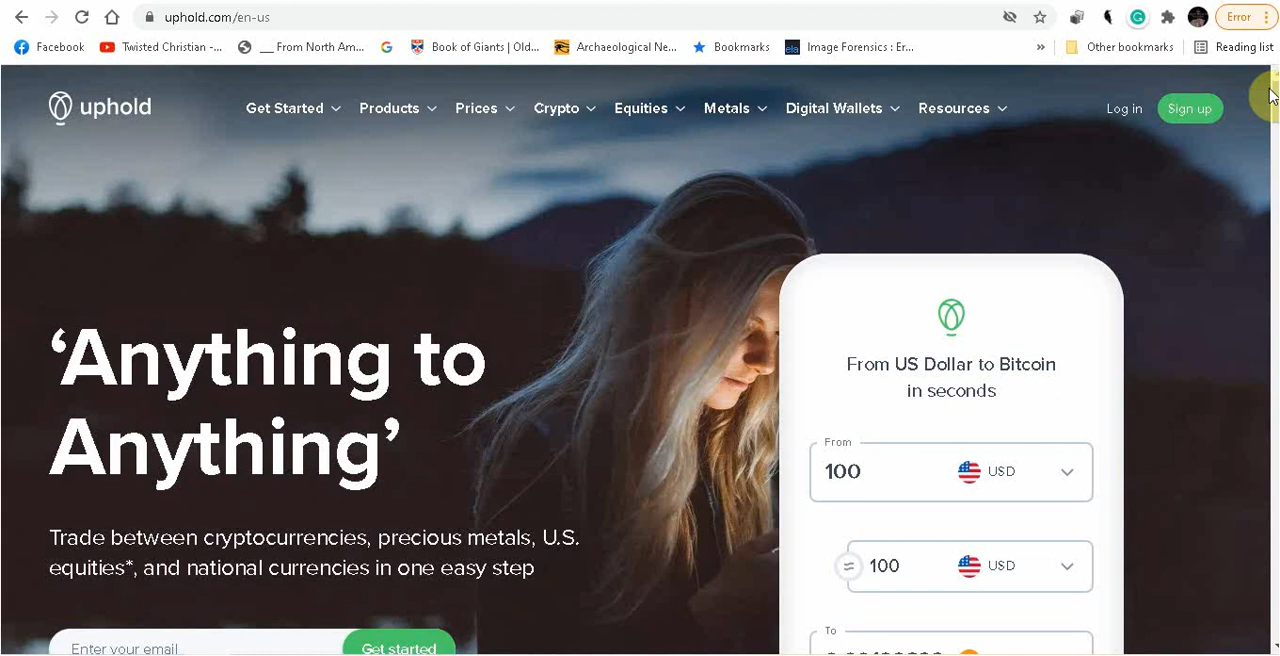 uphold.com/en-us
Error
Facebook
Twisted Christian -...
__ From North Am...
Book of Giants | Old...
Archaeological Ne...
Bookmarks
ela
Image Forensics : Er...
»
Other bookmarks
Reading list
uphold
Get Started
Products
Prices
Crypto
Equities
Metals
Digital Wallets
Resources
Log in
Sign up
‘Anything to
Anything’
Trade between cryptocurrencies, precious metals, U.S.
equities*, and national currencies in one easy step
Enter your email
Get started
From US Dollar to Bitcoin
in seconds
From
100
USD
100
USD
To